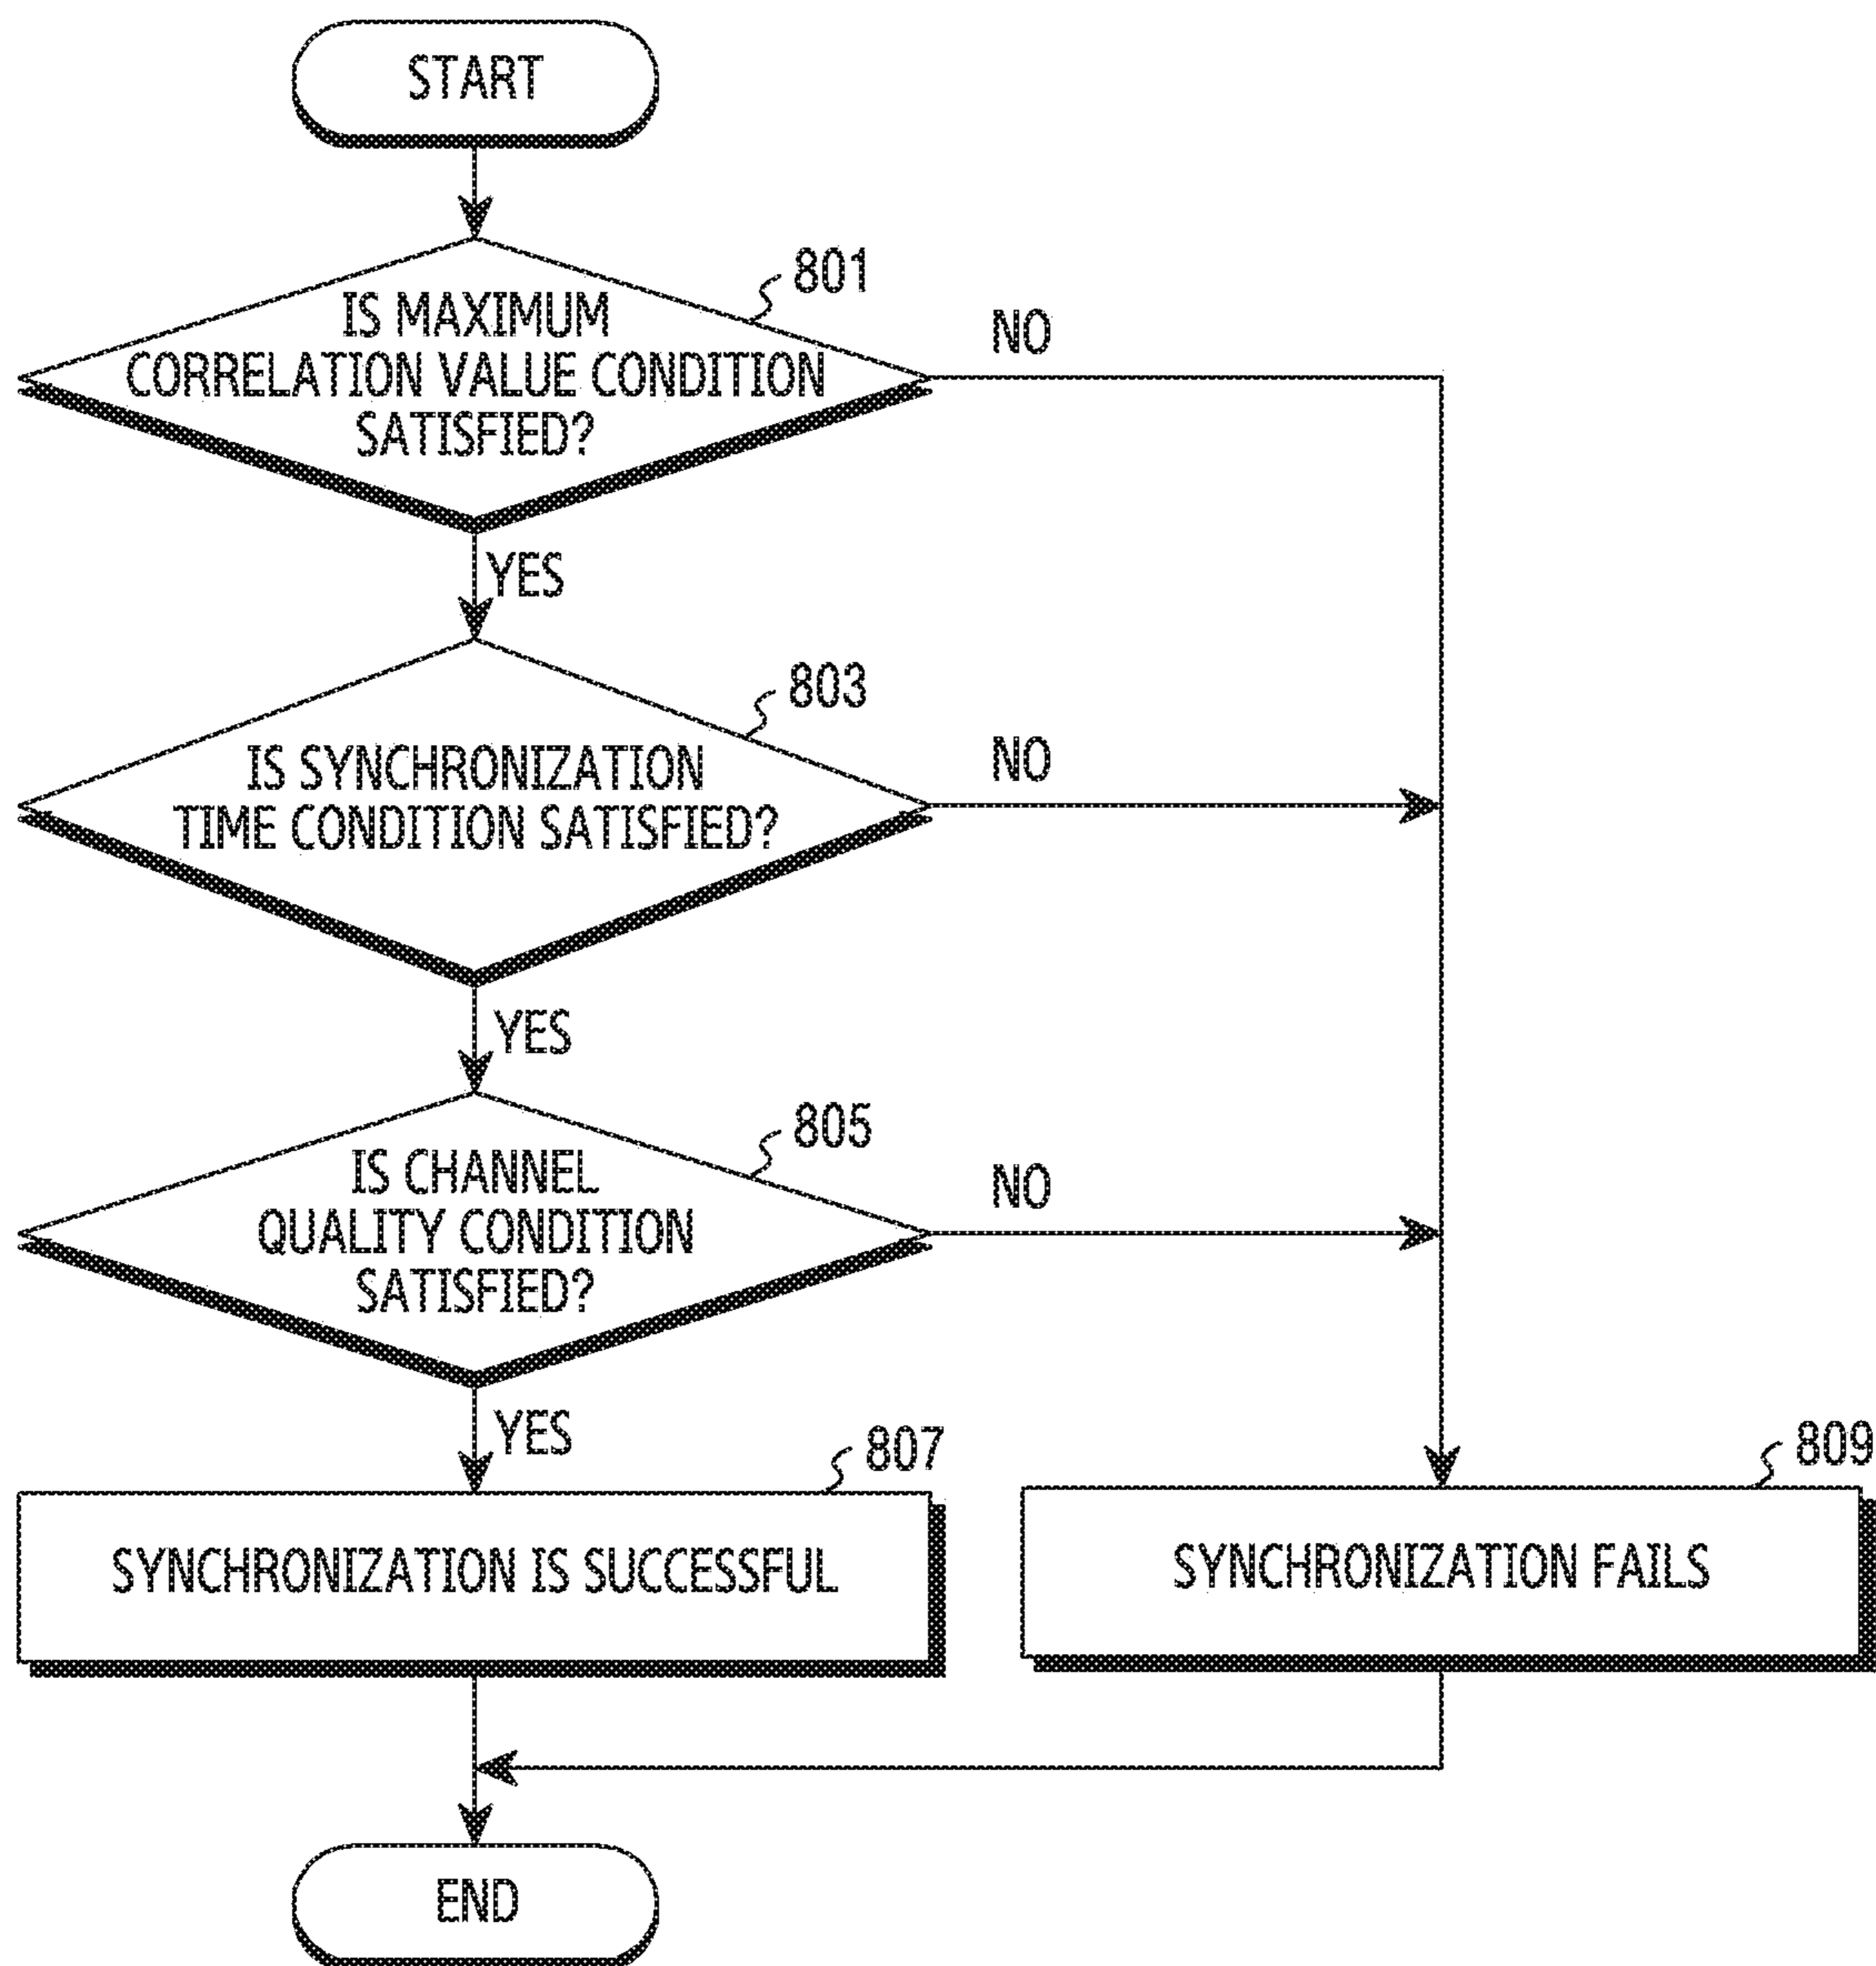 START
801
IS MAXIMUM
CORRELATION VALUE CONDITION
SATISFIED?
NO
YES
803
IS SYNCHRONIZATION
TIME CONDITION SATISFIED?
NO
YES
805
IS CHANNEL
QUALITY CONDITION
SATISFIED?
NO
YES
807
SYNCHRONIZATION IS SUCCESSFUL
809
SYNCHRONIZATION FAILS
END